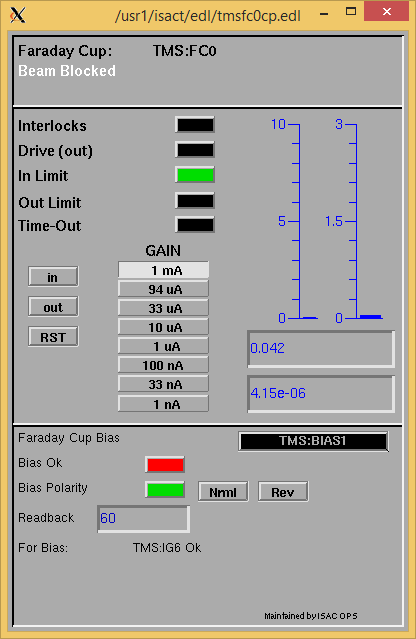 /usr1/isact/edl/tmsfc0cp.edl
Faraday Cup: TMS:FC0
Beam Blocked
Interlocks
Drive (out)
In Limit
Out Limit
Time-Out
10 3
5 1.5
0 0
GAIN
1 mA
94 uA
33 uA
10 uA
1 uA
100 nA
33 nA
1 nA
in
out
RST
0.042
4.15e-06
Faraday Cup Bias TMS:BIAS1
Bias Ok
Bias Polarity Nrml Rev
Readback 60
For Bias: TMS:IG6 Ok
Maintained by ISAC OPS